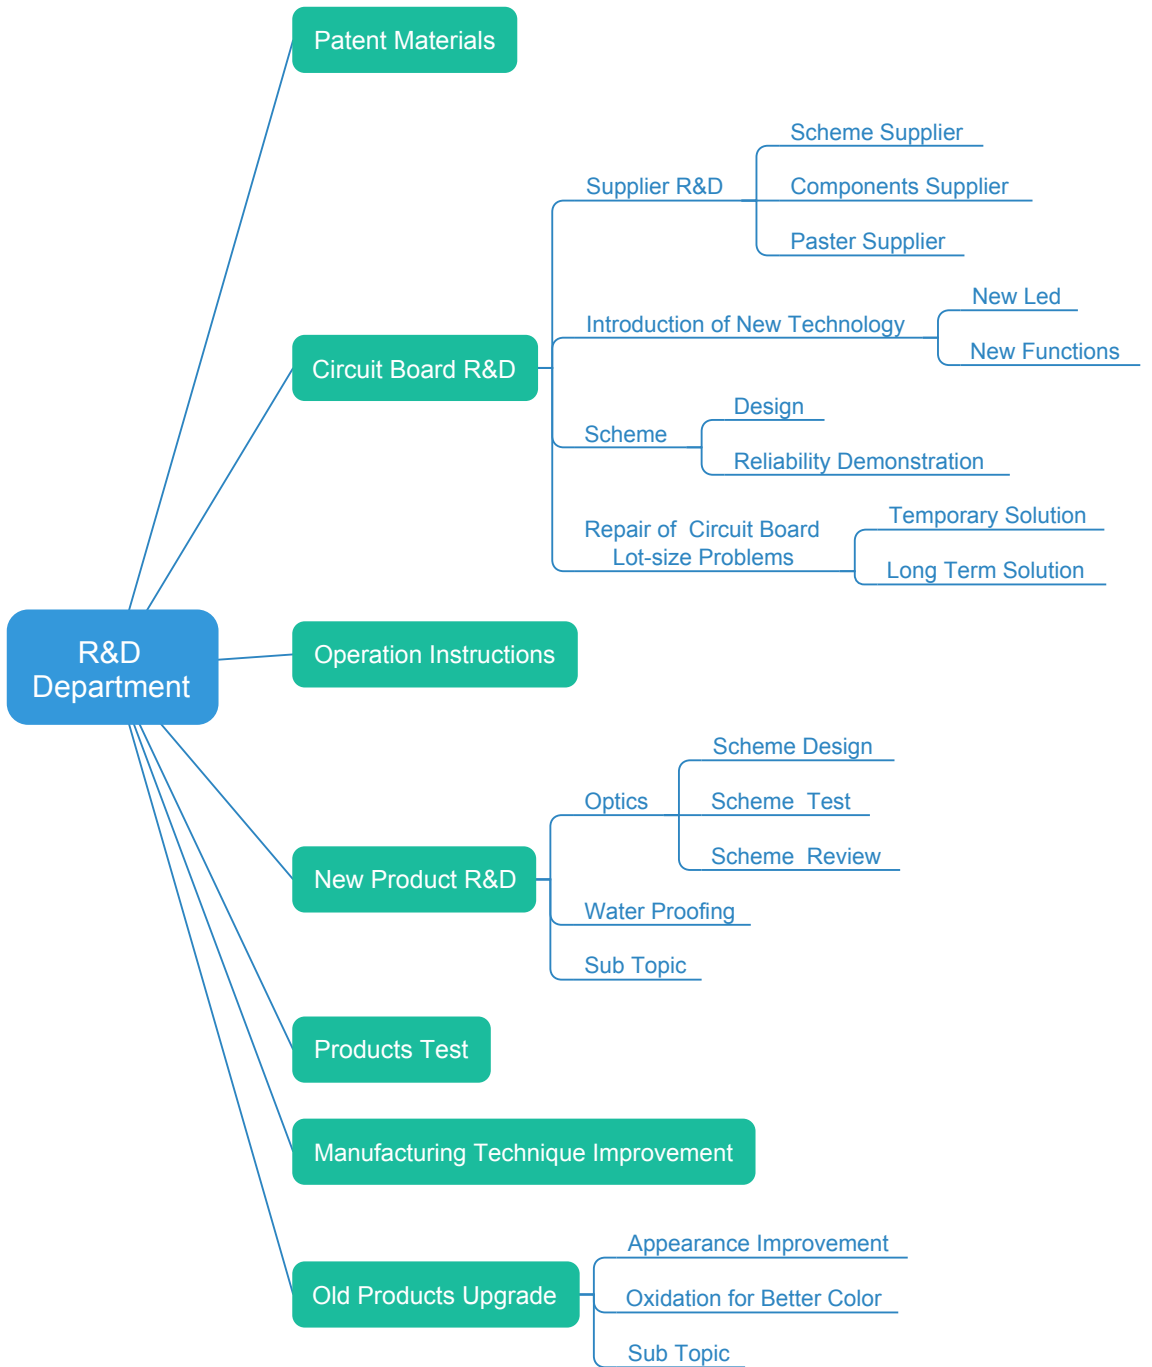 Patent Materials
Scheme Supplier
Supplier R&D
Components Supplier
Paster Supplier
New Led
Introduction of New Technology
New Functions
Circuit Board R&D
Design
Scheme
Reliability Demonstration
Temporary Solution
Repair of  Circuit Board
Lot-size Problems
Long Term Solution
R&D
Department
Operation Instructions
Scheme Design
Optics
Scheme  Test
Scheme  Review
New Product R&D
Water Proofing
Sub Topic
Products Test
Manufacturing Technique Improvement
Appearance Improvement
Old Products Upgrade
Oxidation for Better Color
Sub Topic